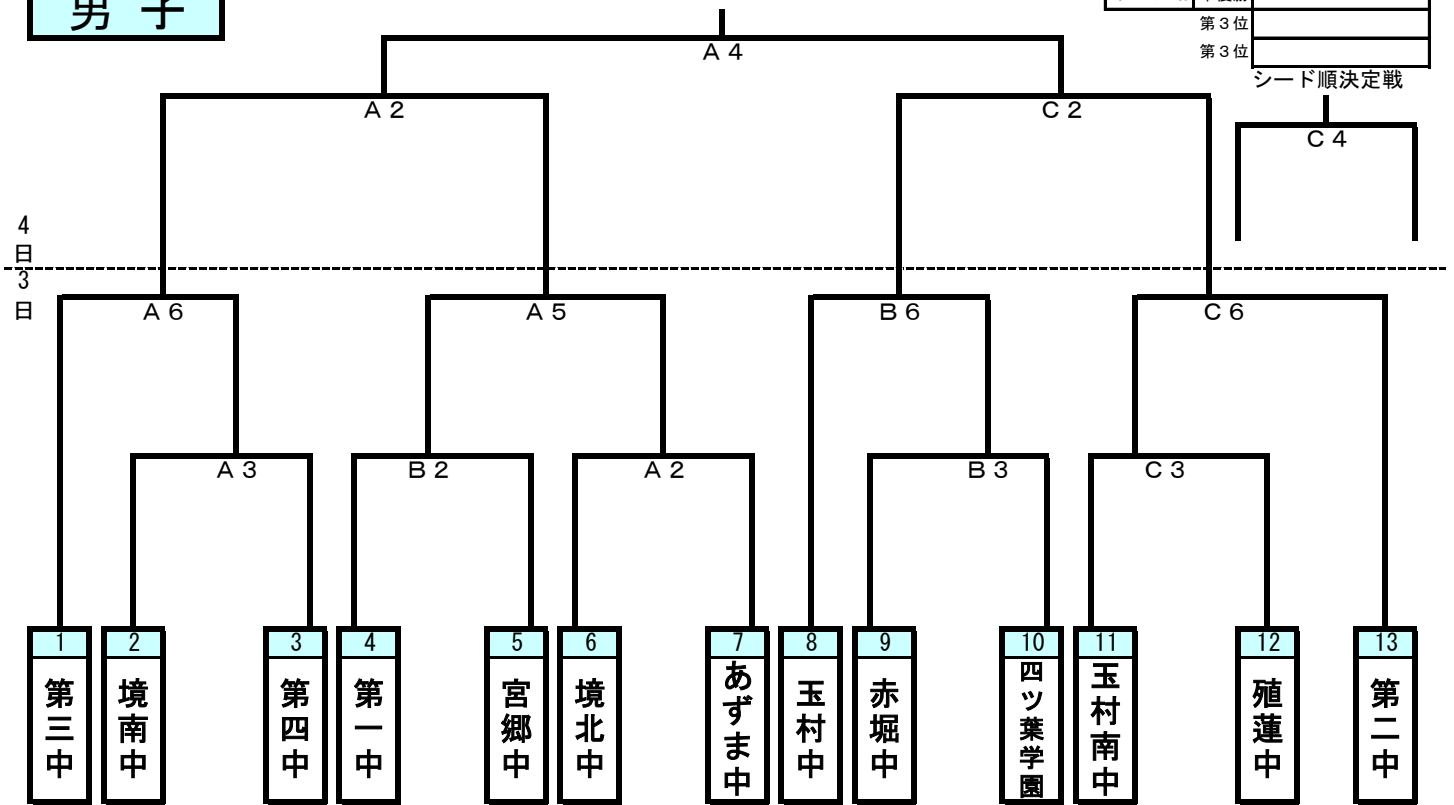 男子
第３位
第３位
シード順決定戦
Ａ４
Ａ２
Ｃ２
Ｃ４
4
日
3
日
Ａ６
Ａ５
Ｂ６
Ｃ６
Ａ３
Ｂ２
Ａ２
Ｂ３
Ｃ３
1
第三中
2
境南中
3
第四中
4
第一中
5
宮郷中
6
境北中
7
あずま中
8
玉村中
9
赤堀中
10
四ツ葉学園
11
玉村南中
12
殖蓮中
13
第二中